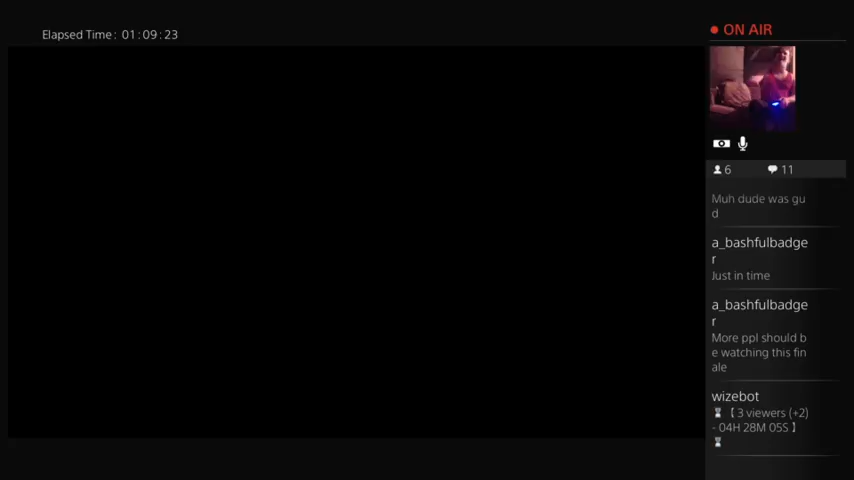 Elapsed Time: 01:09:23
ON AIR
6 11
Muh dude was gu
d
a_bashfulbadge
r
Just in time
a_bashfulbadge
r
More ppl should b
e watching this fin
ale
wizebot
⌛ 【 3 viewers (+2)
- 04H 28M 05S 】
⌛